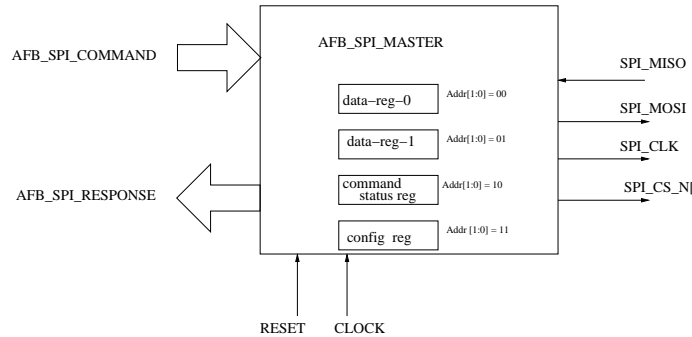 AFB_SPI_COMMAND
AFB_SPI_MASTER
SPI_MISO
data-reg-0 Addr[1:0] = 00
SPI_MOSI
data-reg-1 Addr[1:0] = 01
SPI_CLK
AFB_SPI_RESPONSE
command
status reg
Addr[1:0] = 10
SPI_CS_N[
config reg Addr [1:0] = 11
RESET CLOCK